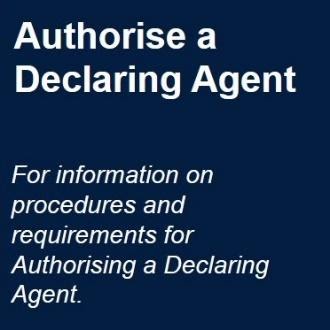 Authorise a
Declaring Agent
For information on
procedures and
requirements for
Authorising a Declaring
Agent.